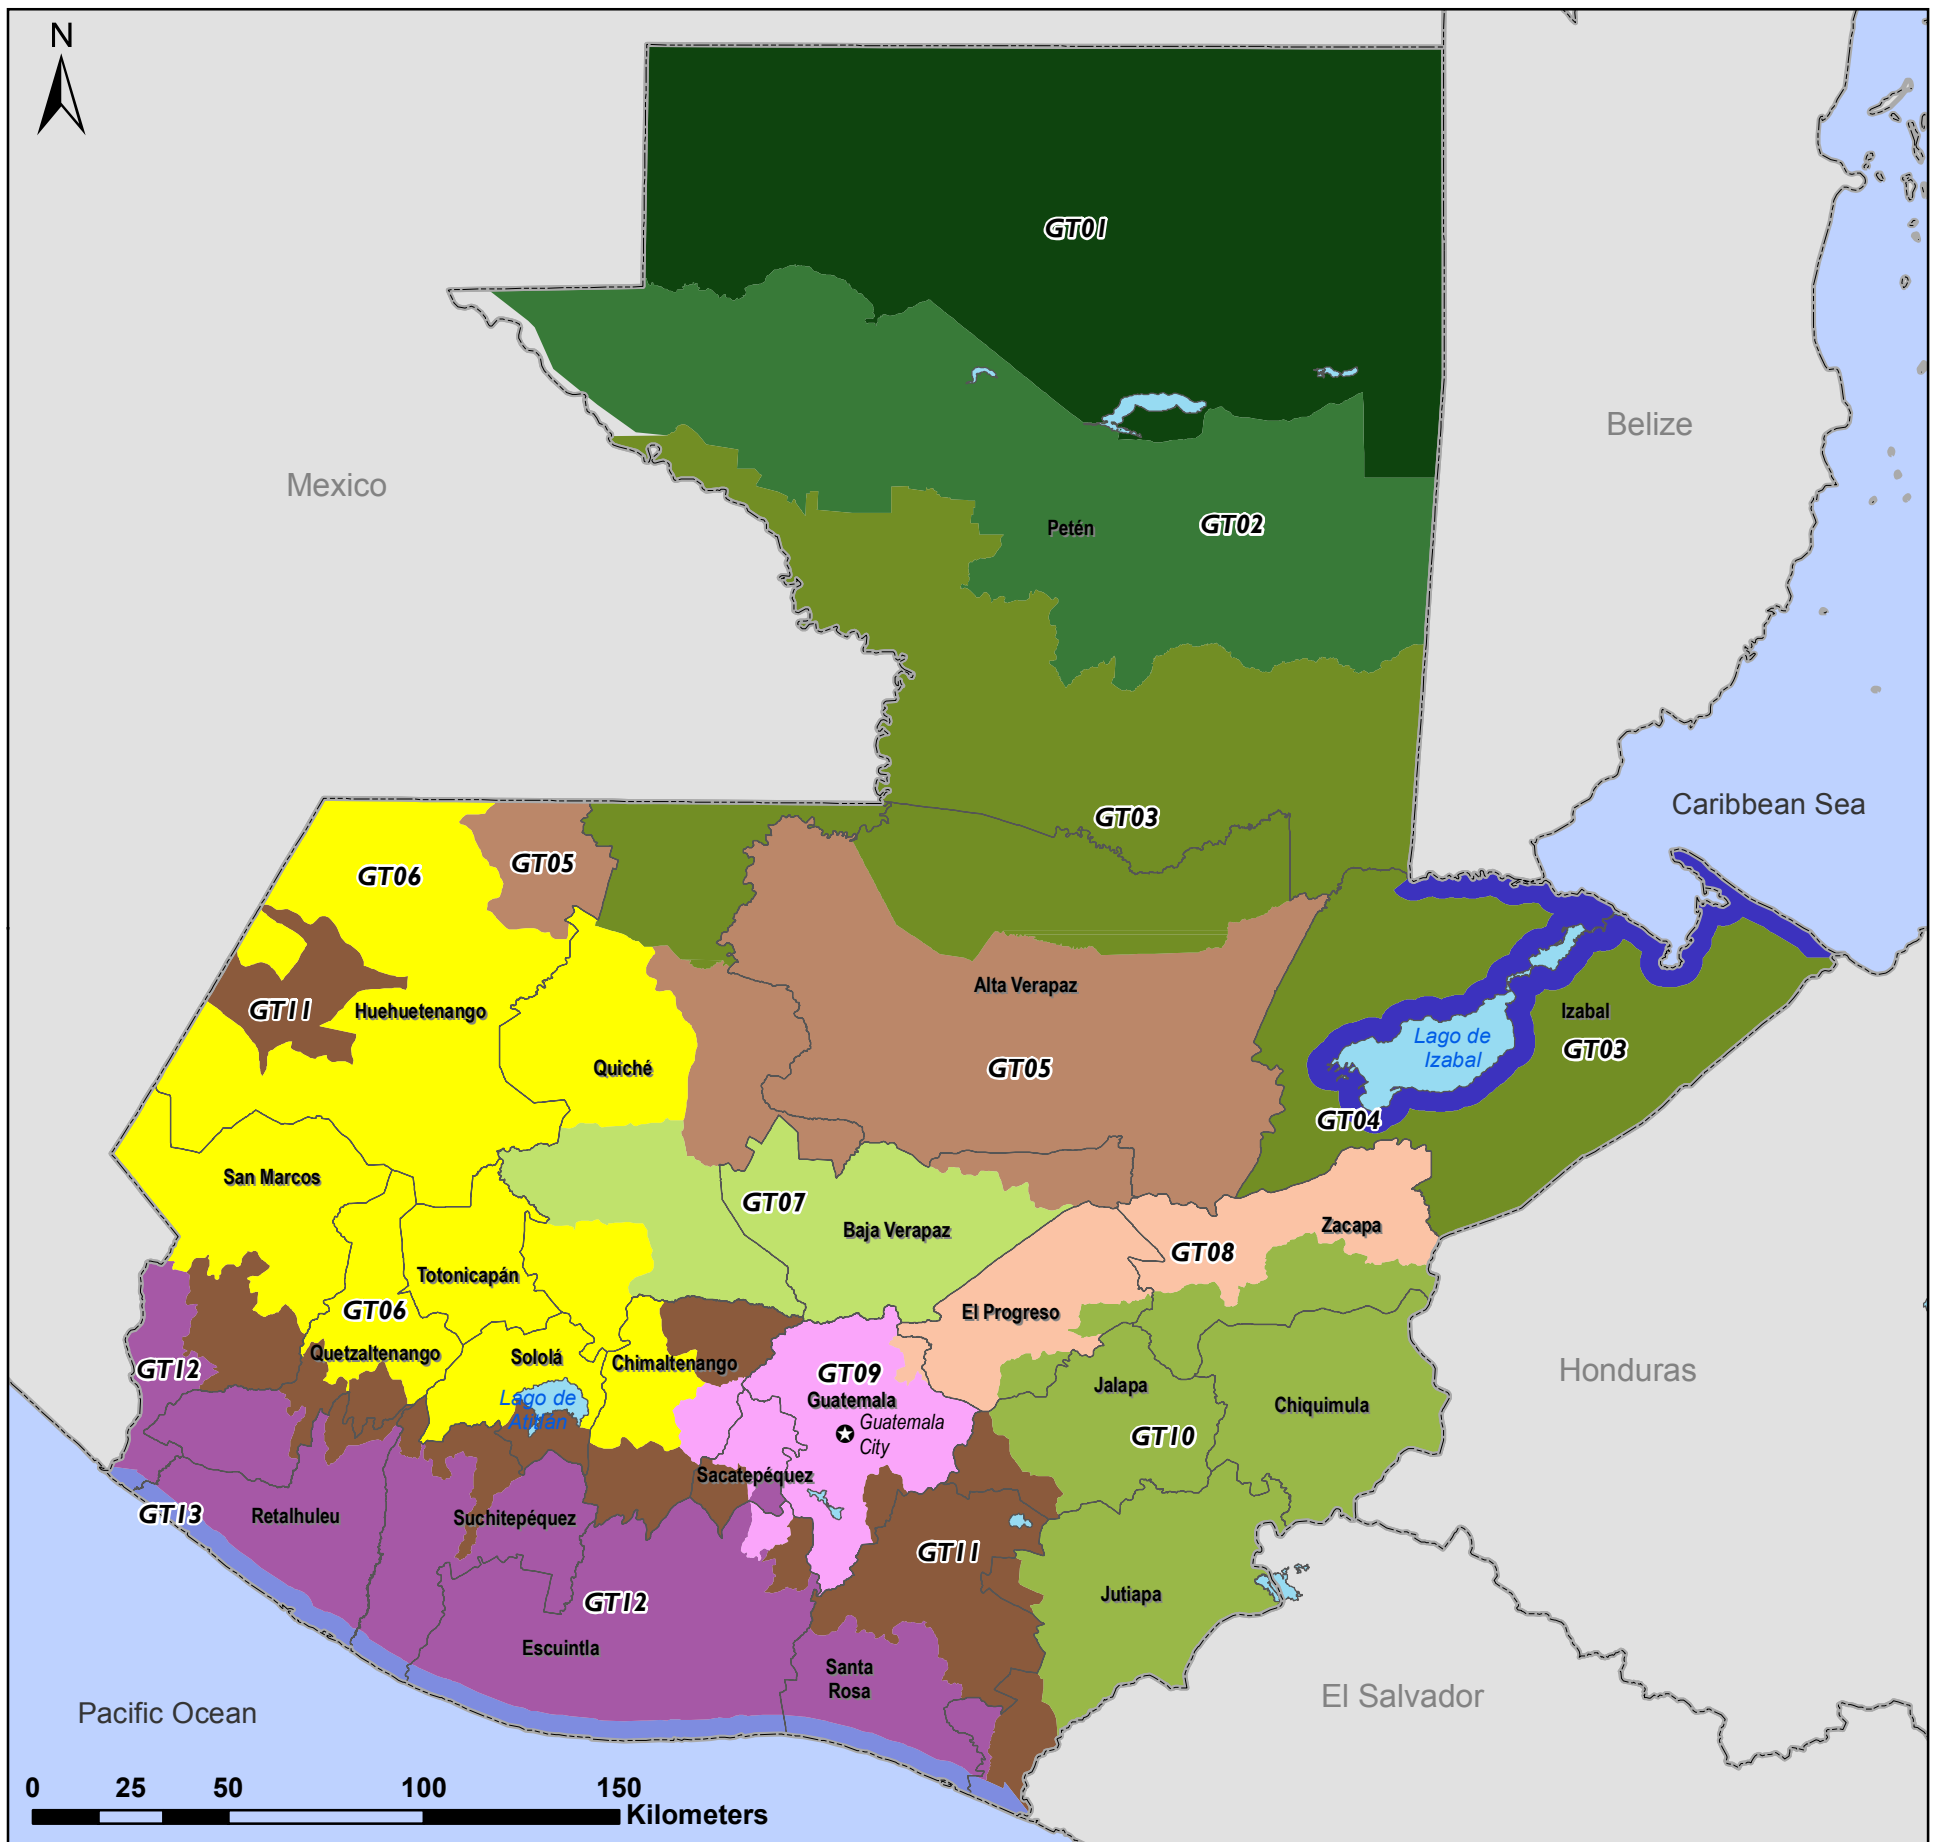 N
GT01
Belize
Mexico
GT02
Petén
Caribbean Sea
GT03
GT05
GT06
Alta Verapaz
GT11
Huehuetenango
Izabal
Lago de
Izabal
GT03
Quiché
GT05
GT04
San Marcos
GT07
Baja Verapaz
Zacapa
GT08
Totonicapán
GT06
El Progreso
Quetzaltenango
Sololá
Chimaltenango
GT12
GT09
Guatemala
Jalapa
Honduras
Lago de
Atitlán
Chiquimula
Guatemala
City
GT10
Sacatepéquez
GT13
Retalhuleu
Suchitepéquez
GT11
GT12
Jutiapa
Escuintla
Santa
Rosa
El Salvador
Pacific Ocean
0 25 50 100 150
Kilometers